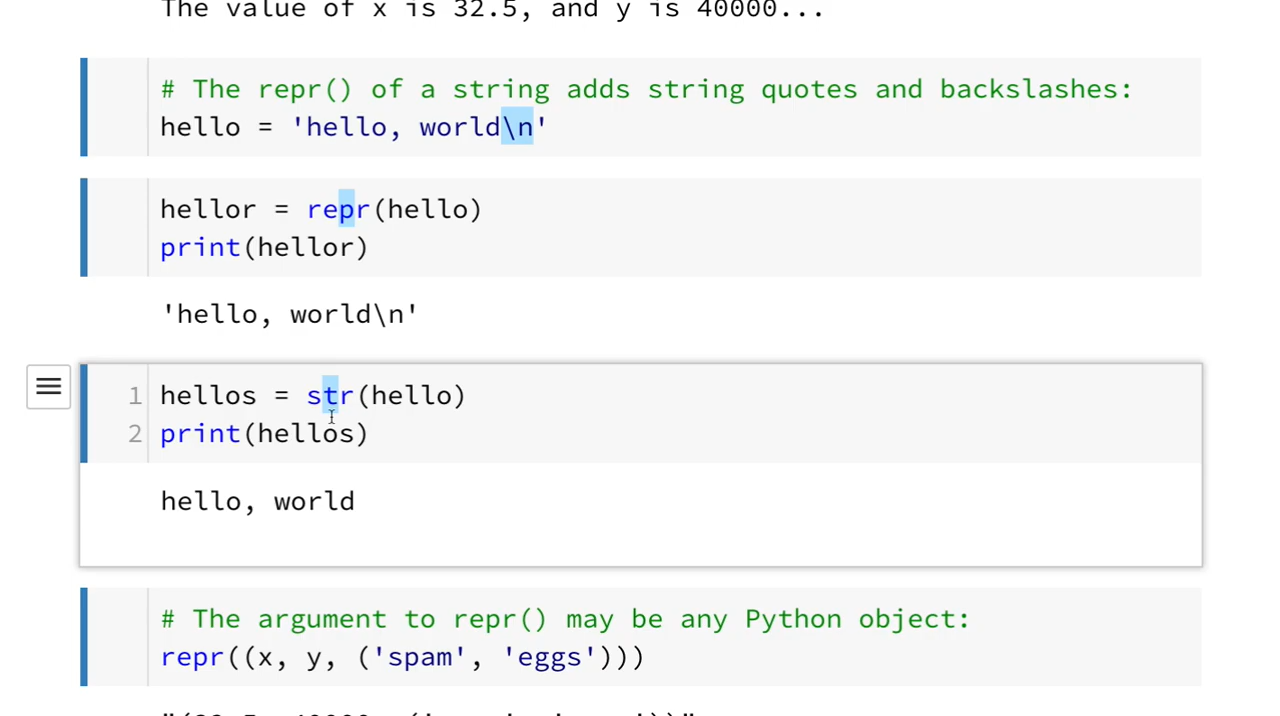 The value of x is 32.5, and y is 40000...
# The repr() of a string adds string quotes and backslashes:
hello = 'hello, world\n'
hellor = repr(hello)
print(hellor)
'hello, world\n'
1 hellos = str(hello)
2 print(hellos)
hello, world
# The argument to repr() may be any Python object:
repr((x, y, ('spam', 'eggs')))